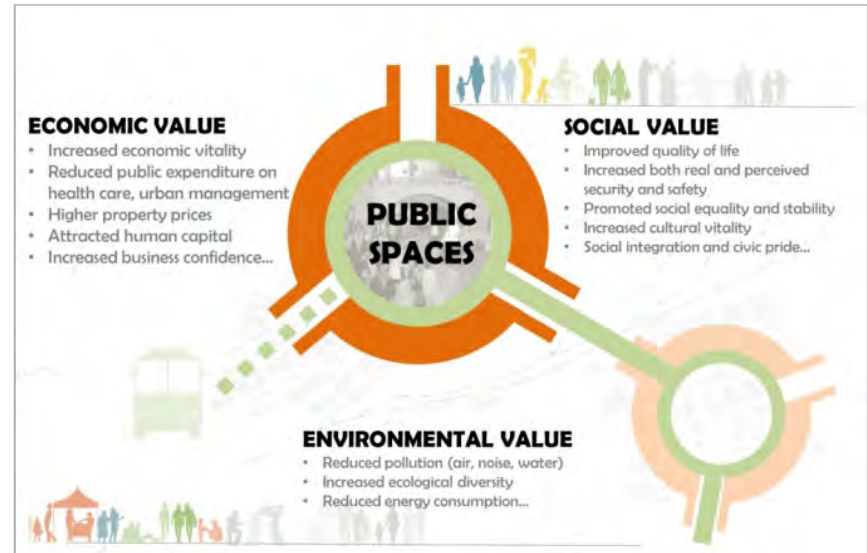 ECONOMIC VALUE
• Increased economic vitality
• Reduced public expenditure on
health care, urban management
• Higher property prices
• Attracted human capital
• Increased business confidence...
PUBLIC
SPACES
SOCIAL VALUE
• Improved quality of life
• Increased both real and perceived
security and safety
• Promoted social equality and stability
• Increased cultural vitality
• Social integration and civic pride...
ENVIRONMENTAL VALUE
• Reduced pollution (air, noise, water)
• Increased ecological diversity
• Reduced energy consumption...